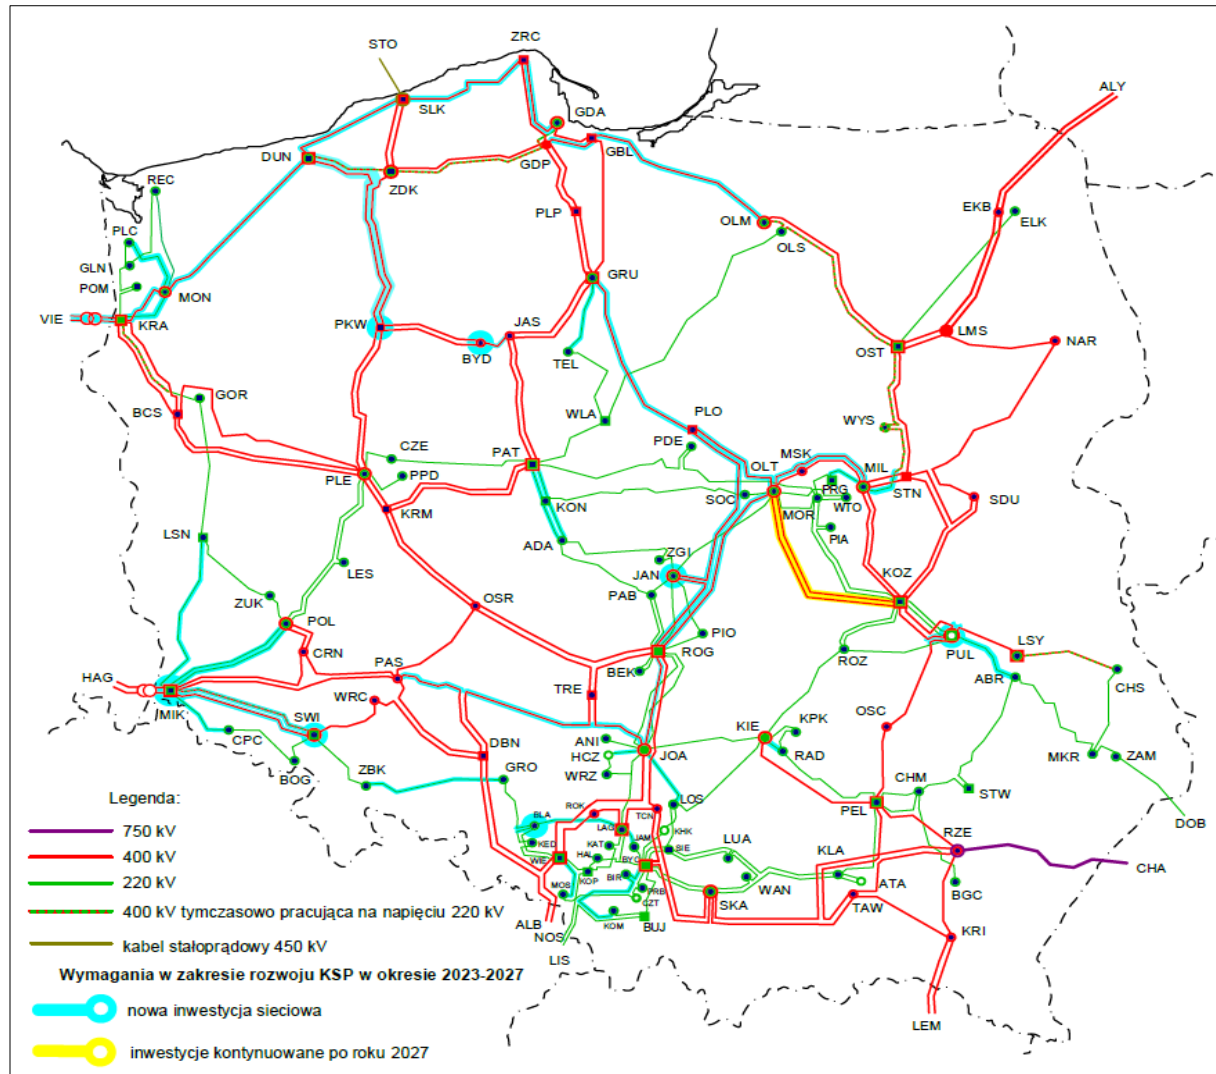 ZRC
STO
ALY
SLK
GDA
GBL
DUN
GDP
ZDK
REC
EKB
ELK
PLP
OLM
PLC
OLS
GLN
GRU
POM
MON
VIE
KRA
PKW
JAS
LMS
NAR
BYD
OST
TEL
GOR
BCS
WLA
PLO
WYS
CZE
PDE
PAT
MSK
OLT
MIL
PLE
PPD
PRG
STN
SOC
KON
MOR
WTO
SDU
KRM
LSN
PIA
ADA
ZGI
LES
JAN
KOZ
ZUK
PAB
OSR
POL
PIO
ROG
LSY
CRN
ROZ
PUL
PAS
BEK
ABR
HAG
CHS
MIK
WRC
TRE
SWI
OSC
KIE
KPK
CPC
ANI
DBN
HCZ
JOA
RAD
MKR
ZAM
BOG
ZBK
GRO
WRZ
CHM
STW
Legenda:
LOS
ROK
TCN
PEL
DOB
750 kV
BLA
LAG
KHK
RZE
KED
KAT
JAM
SIE
LUA
400 kV
WIE
HAL
BYC
KLA
CHA
220 kV
MOS
KOP
BIR
WAN
ATA
BGC
PRB
CZT
SKA
TAW
400 kV tymczasowo pracująca na napięciu 220 kV
ALB
KOM
BUJ
NOS
KRI
kabel stałoprądowy 450 kV
LIS
Wymagania w zakresie rozwoju KSP w okresie 2023-2027
nowa inwestycja sieciowa
LEM
inwestycje kontynuowane po roku 2027